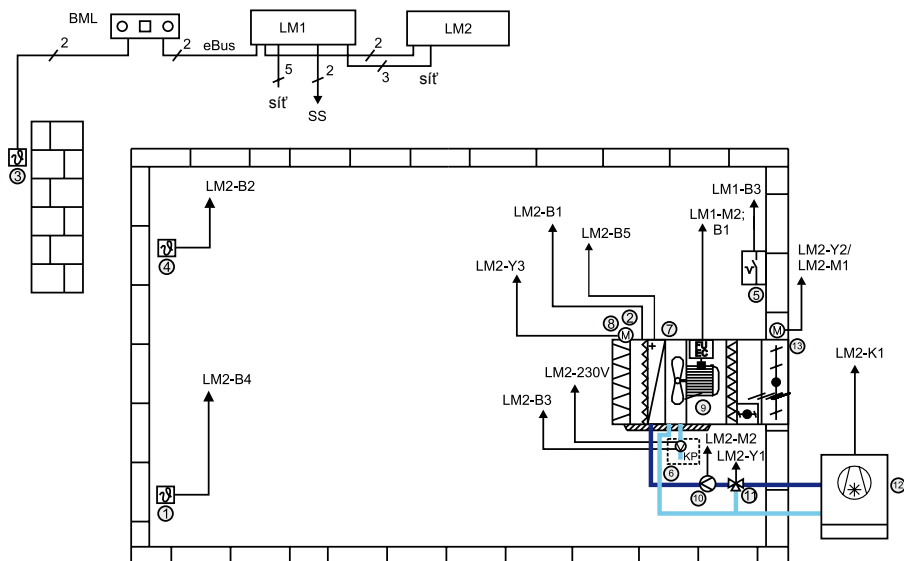 BML
LM1
LM2
2
2
eBus
2
5
2
3
síť
síť
SS
3
LM2-B2
4
LM2-B4
1
LM2-B1
LM2-B5
LM2-Y3
LM1-M2;
B1
LM1-B3
5
LM2-Y2/
LM2-M1
8
2
7
M
M
13
+
FU
EC
9
LM2-230V
LM2-B3
LM2-K1
LM2-M2
LM2-Y1
KP
6
10
11
12